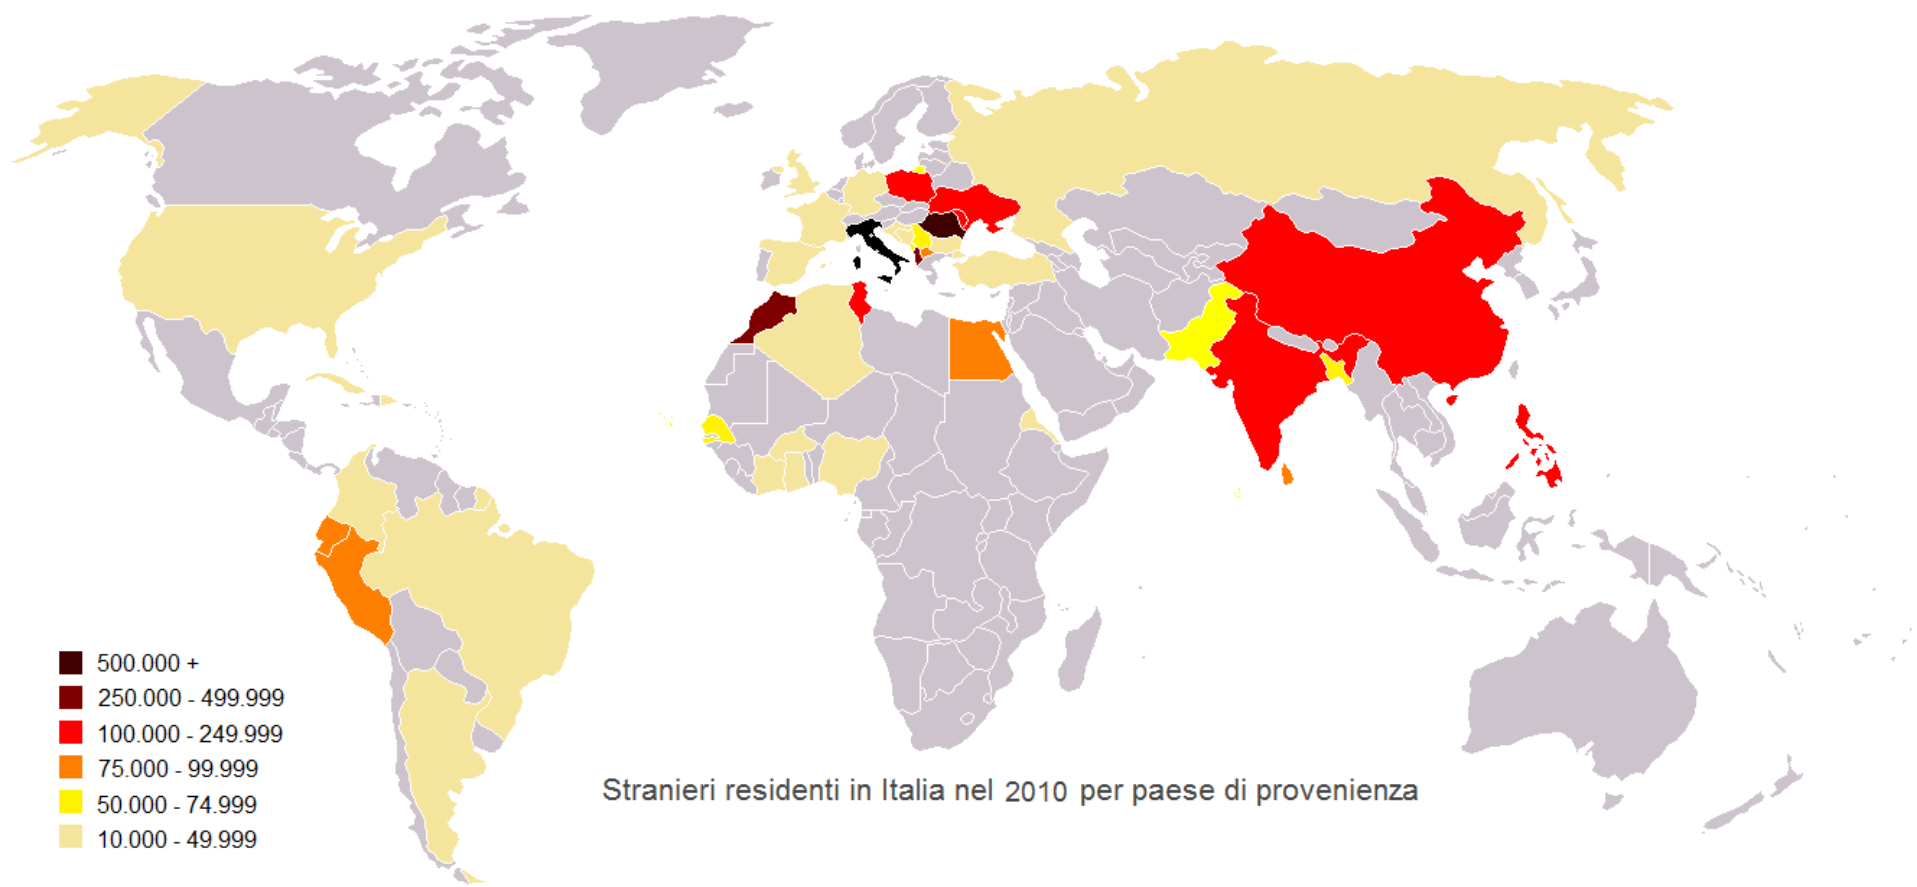 500.000 +
250.000 - 499.999
100.000 - 249.999
75.000 - 99.999
50.000 - 74.999
10.000 - 49.999
Stranieri residenti in Italia nel 2010 per paese di provenienza